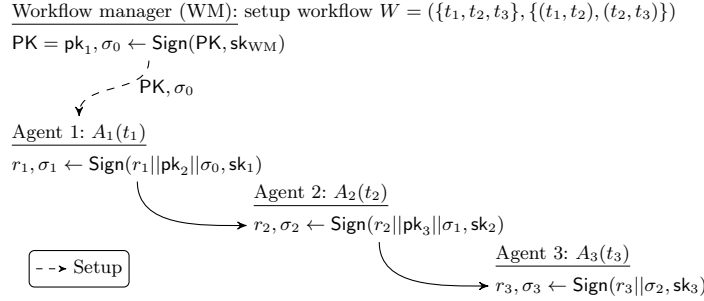 Workflow manager (WM): setup workflow W = ({t₁, t₂, t₃}, {(t₁, t₂), (t₂, t₃)})
PK = pk₁, σ₀ ← Sign(PK, sk_WM)
PK, σ₀
Agent 1: A₁(t₁)
r₁, σ₁ ← Sign(r₁||pk₂||σ₀, sk₁)
Agent 2: A₂(t₂)
r₂, σ₂ ← Sign(r₂||pk₃||σ₁, sk₂)
Agent 3: A₃(t₃)
r₃, σ₃ ← Sign(r₃||σ₂, sk₃)
Setup